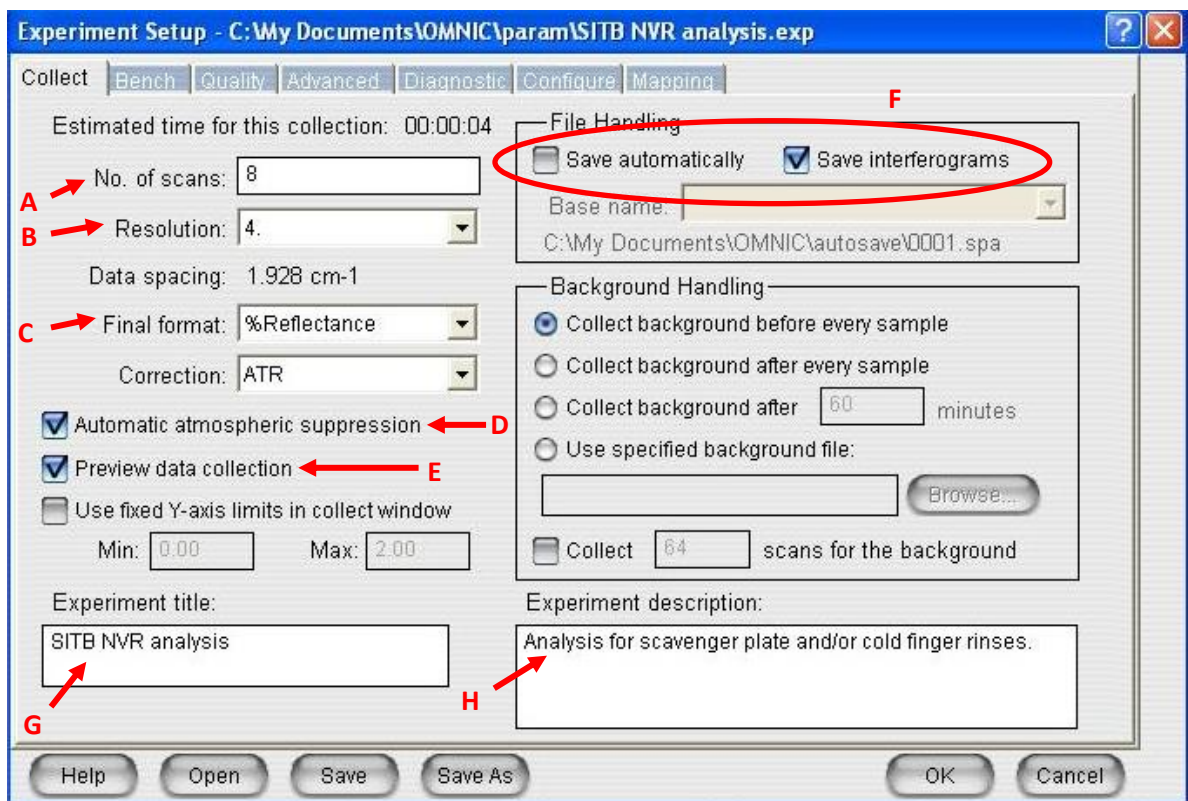 Experiment Setup - C:\My Documents\OMNIC\param\SITB NVR analysis.exp
Collect Bench Quality Advanced Diagnostic Configure Mapping
F
Estimated time for this collection: 00:00:04
A
No. of scans: 8
B
Resolution: 4.
Data spacing: 1.928 cm-1
C
Final format: %Reflectance
Correction: ATR
Automatic atmospheric suppression
D
Preview data collection
E
Use fixed Y-axis limits in collect window
Min: 0.00 Max: 2.00
Experiment title:
SITB NVR analysis
G
File Handling
Save automatically Save interferograms
Base name:
C:\My Documents\OMNIC\autosave\0001.spa
Background Handling
Collect background before every sample
Collect background after every sample
Collect background after 60 minutes
Use specified background file:
Browse...
Collect 64 scans for the background
Experiment description:
Analysis for scavenger plate and/or cold finger rinses.
H
Help Open Save Save As OK Cancel